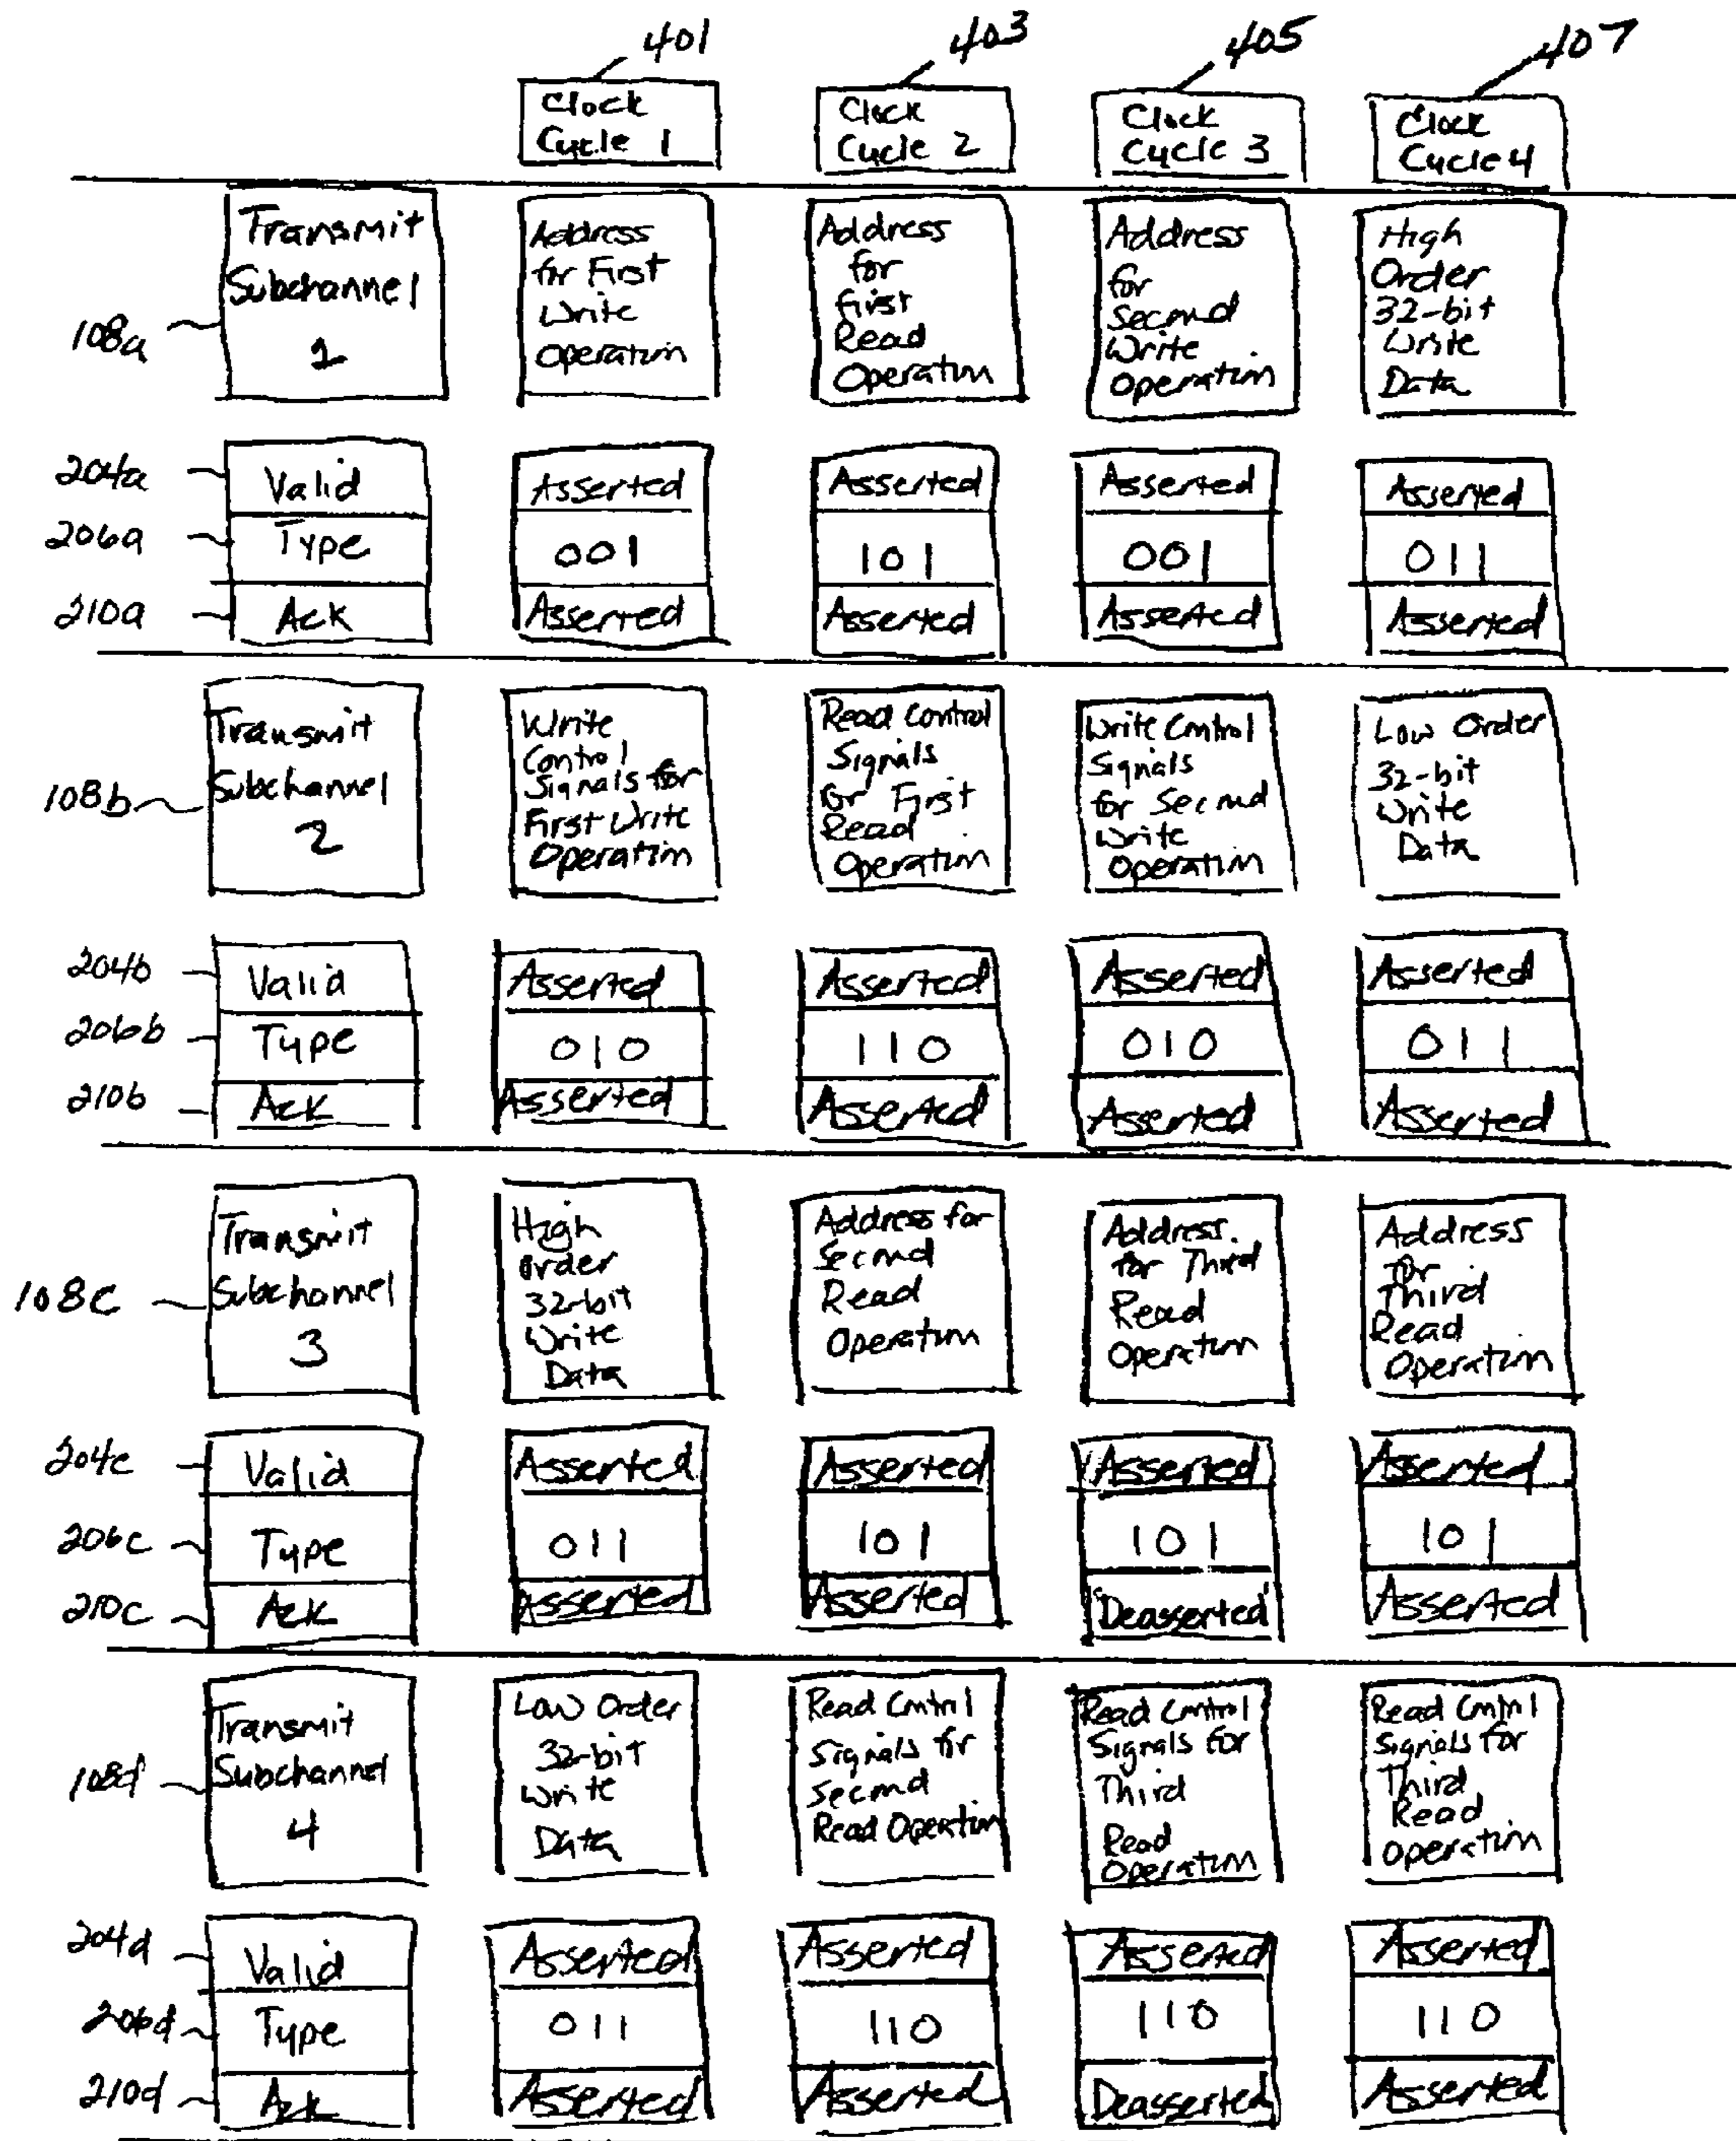 401 403 405 407
Clock Clock Clock Clock
Cycle 1 Cycle 2 Cycle 3 Cycle 4
108a
Transmit
Subchannel
1
Address
for First
Write
Operation
Address
for
first
Read
Operation
Address
for
Second
Write
Operation
High
Order
32-bit
Write
Data
204a Valid Asserted Asserted Asserted Asserted
206a Type 001 101 001 011
210a Ack Asserted Asserted Asserted Asserted
108b
Transmit
Subchannel
2
Write
Control
Signals for
First Write
Operation
Read Control
Signals
for First
Read
Operation
Write Control
Signals
for Second
Write
Operation
Low Order
32-bit
Write
Data
204b Valid Asserted Asserted Asserted Asserted
206b Type 010 110 010 011
210b Ack Asserted Asserted Asserted Asserted
108c
Transmit
Subchannel
3
High
Order
32-bit
Write
Data
Address for
Second
Read
Operation
Address
for Third
Read
Operation
Address
for
Third
Read
Operation
204c Valid Asserted Asserted Asserted Asserted
206c Type 011 101 101 101
210c Ack Asserted Asserted Deasserted Asserted
108d
Transmit
Subchannel
4
Low Order
32-bit
Write
Data
Read Control
Signals for
Second
Read Operation
Read Control
Signals for
Third
Read
Operation
Read Control
Signals for
Third
Read
Operation
204d Valid Asserted Asserted Asserted Asserted
206d Type 011 110 110 110
210d Ack Asserted Asserted Deasserted Asserted